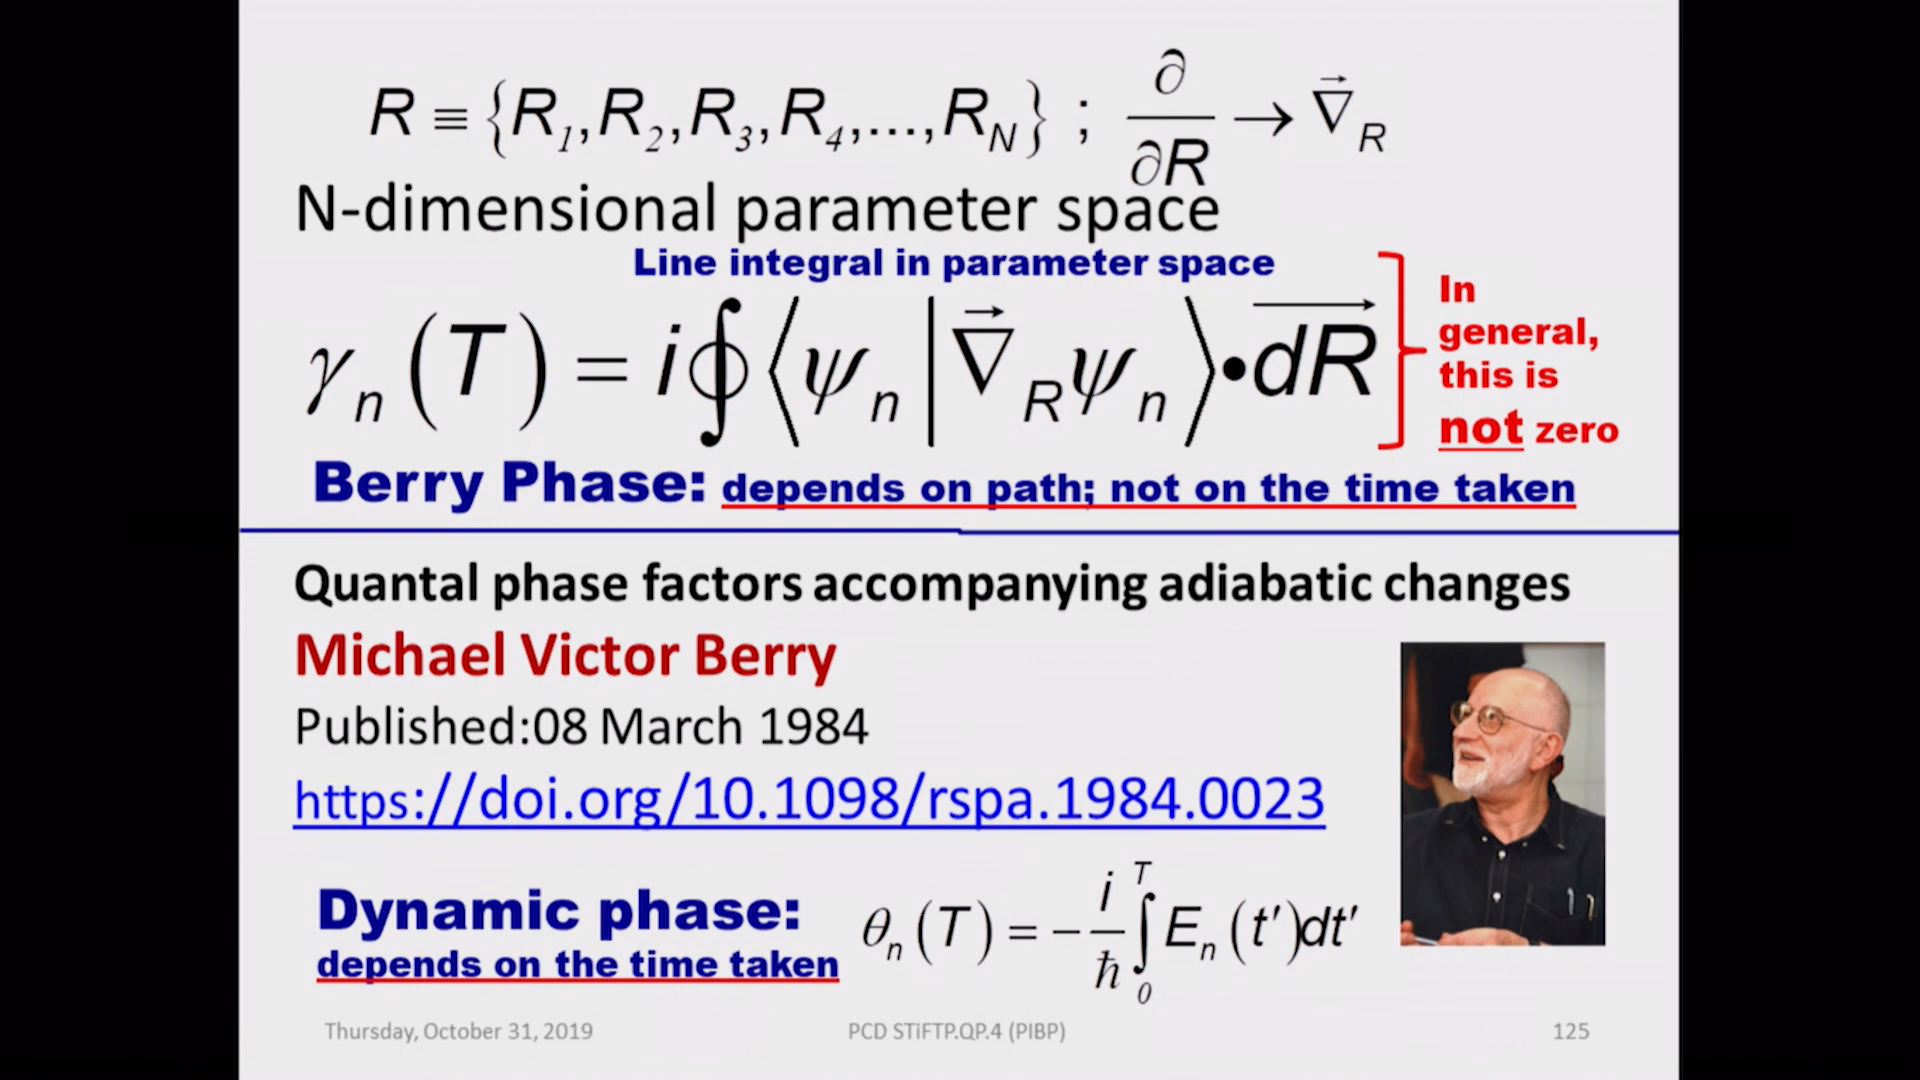 R ≡ {R₁,R₂,R₃,R₄,...,R_N} ; ∂/∂R → ∇⃗_R
N-dimensional parameter space
Line integral in parameter space
γₙ(T) = i∮⟨ψₙ|∇⃗_Rψₙ⟩•dR⃗
In
general,
this is
not zero
Berry Phase: depends on path; not on the time taken
Quantal phase factors accompanying adiabatic changes
Michael Victor Berry
Published:08 March 1984
https://doi.org/10.1098/rspa.1984.0023
Dynamic phase:
depends on the time taken
θₙ(T) = −i/ħ ∫₀ᵀ Eₙ(t′)dt′
Thursday, October 31, 2019
PCD STiFTP.QP.4 (PIBP)
125